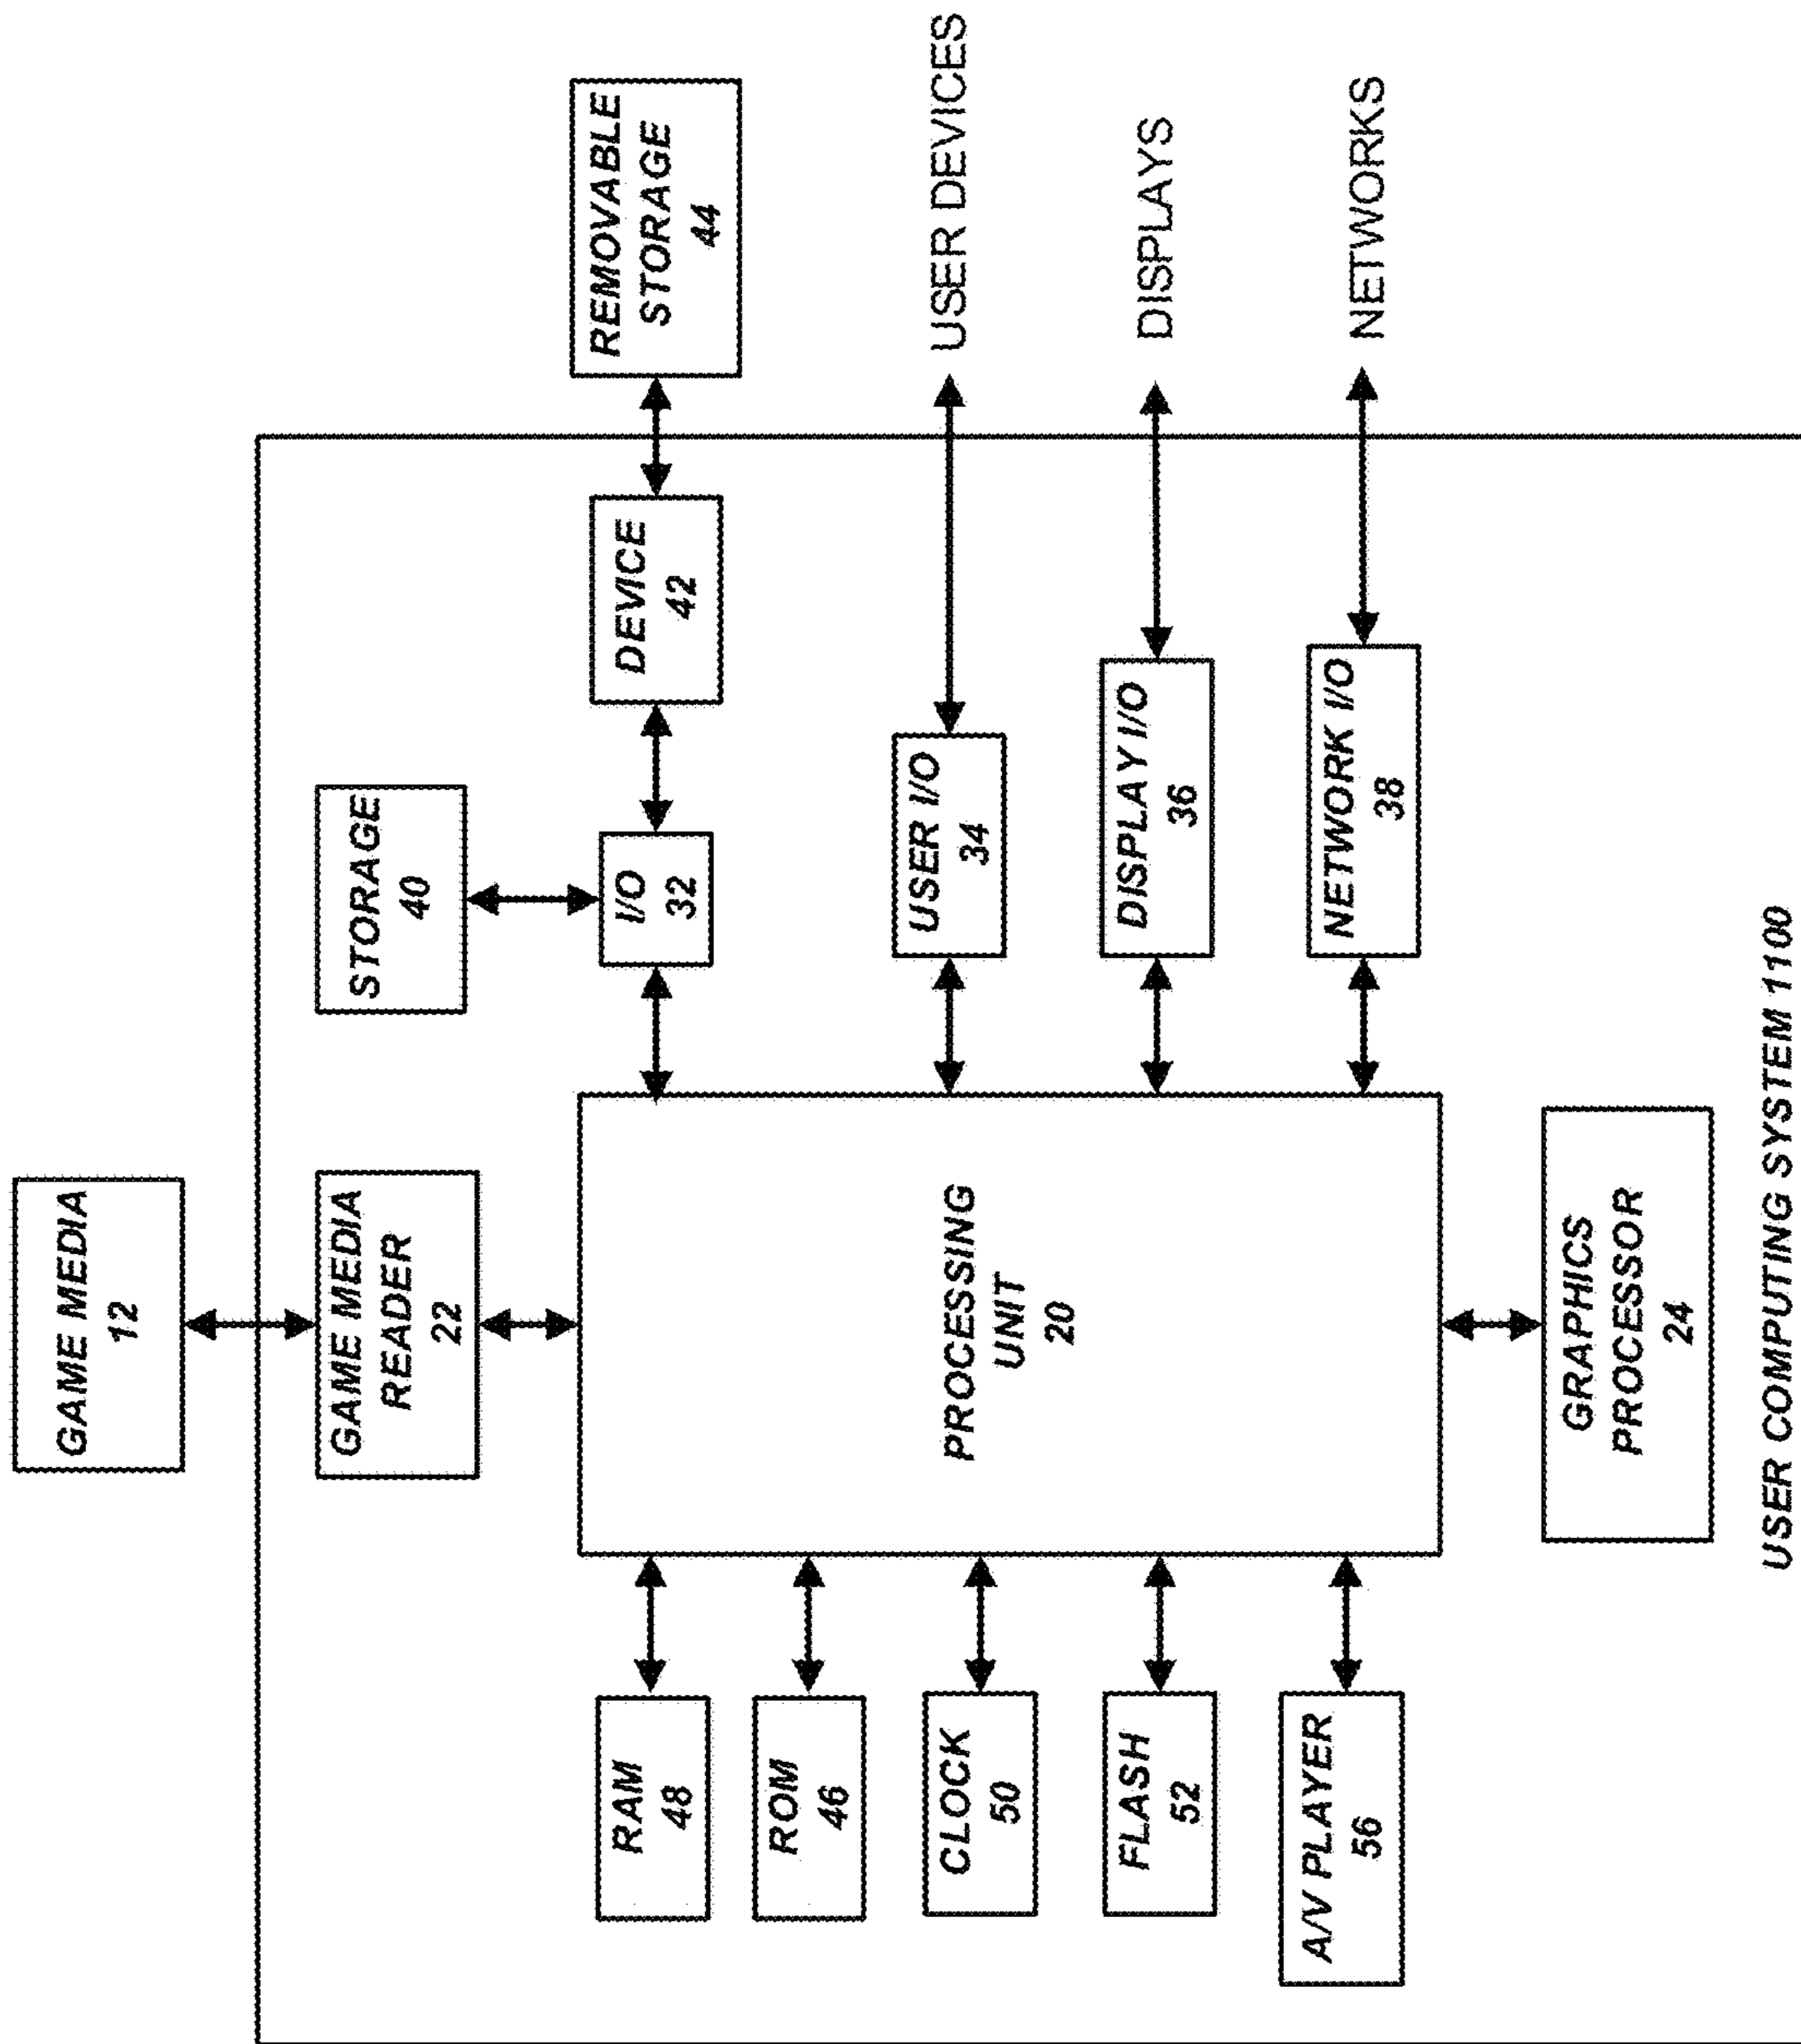 GAME MEDIA
12
GAME MEDIA
READER
22
STORAGE
40
RAM
48
ROM
46
CLOCK
50
FLASH
52
A/V PLAYER
56
PROCESSING
UNIT
20
I/O
32
DEVICE
42
REMOVABLE
STORAGE
44
USER I/O
34
USER DEVICES
DISPLAY I/O
36
DISPLAYS
NETWORK I/O
38
NETWORKS
GRAPHICS
PROCESSOR
24
USER COMPUTING SYSTEM 1100